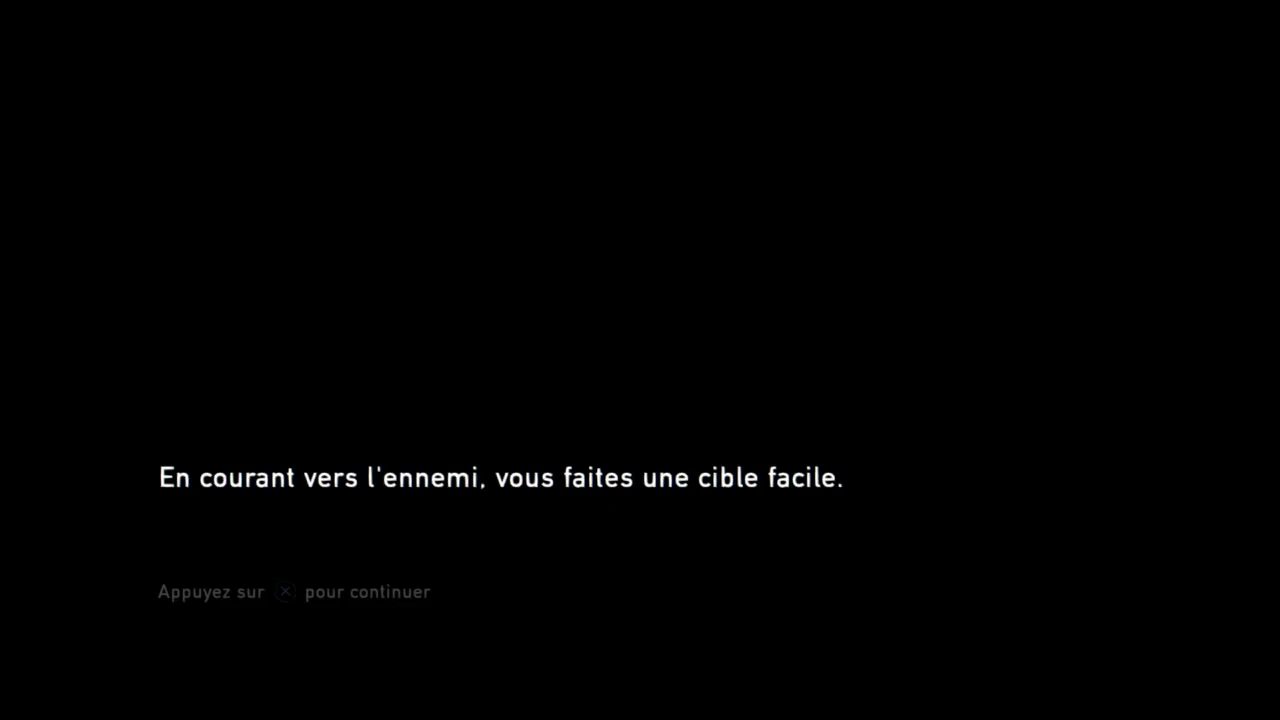 En courant vers l'ennemi, vous faites une cible facile.
Appuyez sur ⓧ pour continuer